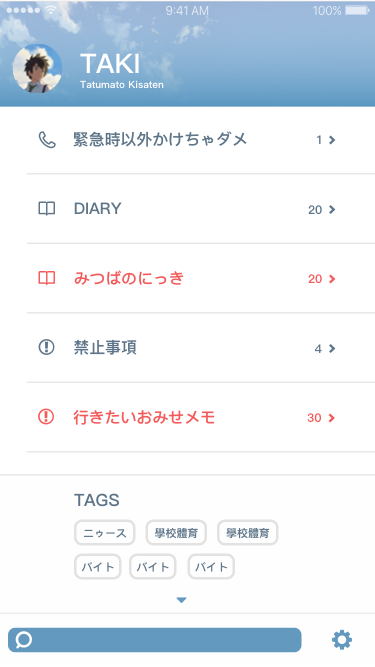 9:41 AM 100%
TAKI
Tatumato Kisaten
緊急時以外かけちゃダメ 1
DIARY 20
みつばのにっき 20
禁止事項 4
行きたいおみせメモ 30
TAGS
ニゥース 學校體育 學校體育
バイト バイト バイト